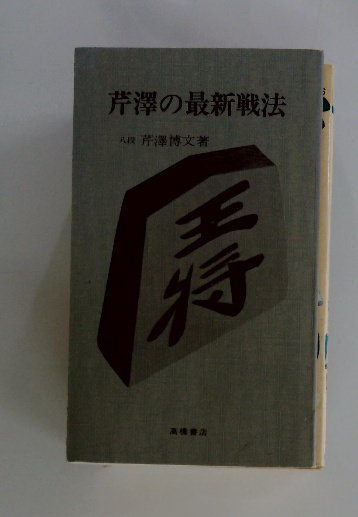 芹澤の最新戦法
八段 芹澤博文著
王将
高橋書店